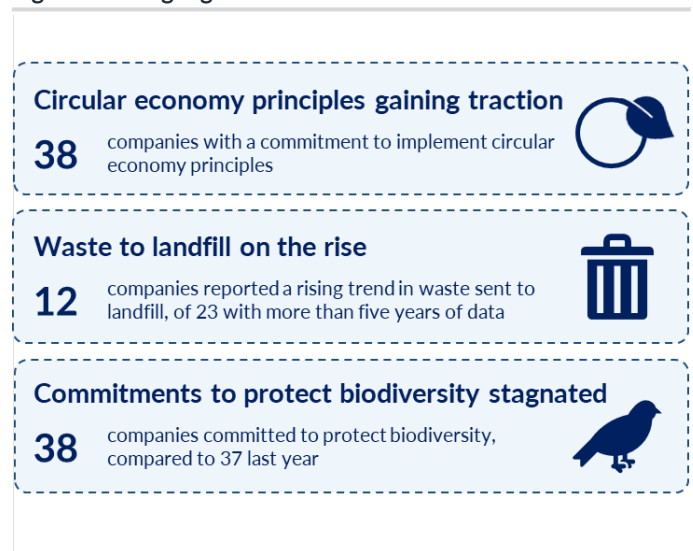 Circular economy principles gaining traction
38
companies with a commitment to implement circular
economy principles
Waste to landfill on the rise
12
companies reported a rising trend in waste sent to
landfill, of 23 with more than five years of data
Commitments to protect biodiversity stagnated
38
companies committed to protect biodiversity,
compared to 37 last year